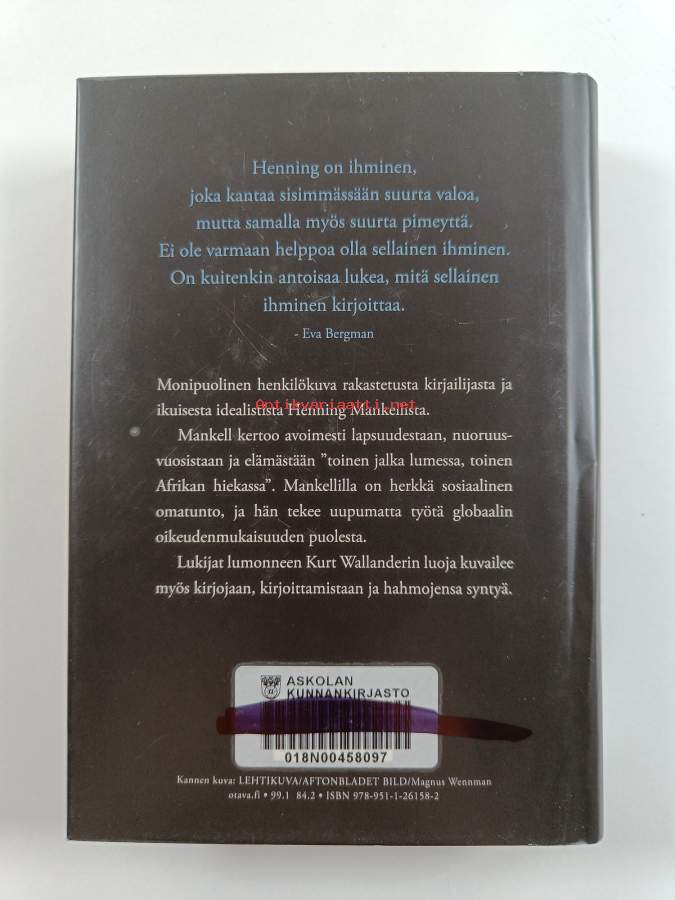 Henning on ihminen,
joka kantaa sisimmässään suurta valoa,
mutta samalla myös suurta pimeyttä.
Ei ole varmaan helppoa olla sellainen ihminen.
On kuitenkin antoisaa lukea, mitä sellainen
ihminen kirjoittaa.
- Eva Bergman
Monipuolinen henkilökuva rakastetusta kirjailijasta ja
Antikvariaatti.net
ikuisesta idealistista Henning Mankellista.
Mankell kertoo avoimesti lapsuudestaan, nuoruus-
vuosistaan ja elämästään ”toinen jalka lumessa, toinen
Afrikan hiekassa”. Mankellilla on herkkä sosiaalinen
omatunto, ja hän tekee uupumatta työtä globaalin
oikeudenmukaisuuden puolesta.
Lukijat lumonneen Kurt Wallanderin luoja kuvailee
myös kirjojaan, kirjoittamistaan ja hahmojensa syntyä.
ASKOLAN
KUNNANKIRJASTO
018N00458097
Kannen kuva: LEHTIKUVA/AFTONBLADET BILD/Magnus Wennman
otava.fi • 99.1 84.2 • ISBN 978-951-1-26158-2